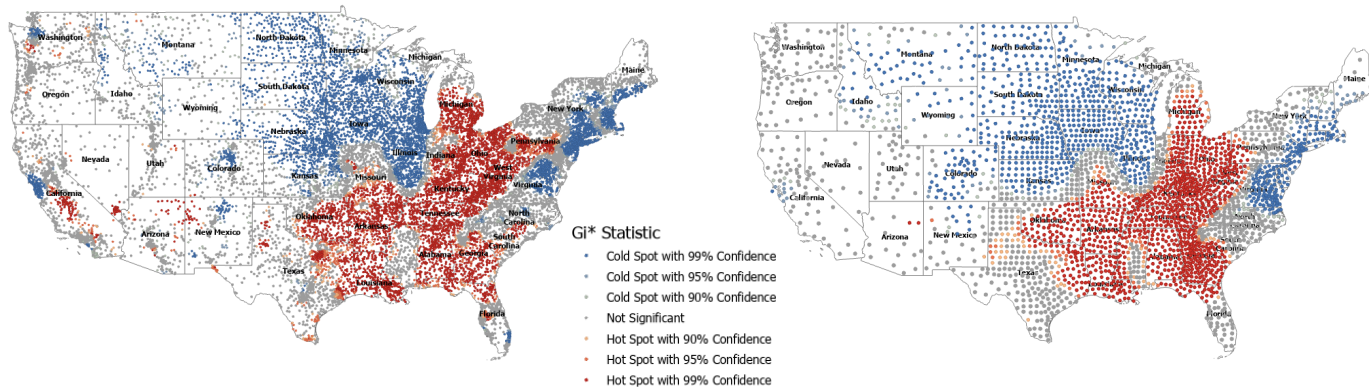 Washington
Montana
North Dakota
Minnesota
Michigan
Maine
Oregon
Idaho
Wyoming
South Dakota
Wisconsin
Michigan
New York
Nebraska
Iowa
Illinois
Indiana
Ohio
Pennsylvania
Nevada
Utah
Colorado
Kansas
Missouri
West
Virginia
Virginia
California
Kentucky
Oklahoma
Tennessee
North
Carolina
Arizona
New Mexico
Arkansas
South
Carolina
Texas
Alabama
Georgia
Louisiana
Florida
Gi* Statistic
Cold Spot with 99% Confidence
Cold Spot with 95% Confidence
Cold Spot with 90% Confidence
Not Significant
Hot Spot with 90% Confidence
Hot Spot with 95% Confidence
Hot Spot with 99% Confidence
Washington
Montana
North Dakota
Minnesota
Michigan
Maine
Oregon
Idaho
Wyoming
South Dakota
Wisconsin
Michigan
New York
Nebraska
Iowa
Illinois
Nevada
Utah
Colorado
Kansas
California
Oklahoma
Arizona
New Mexico
Arkansas
Texas
Alabama
Louisiana
Florida